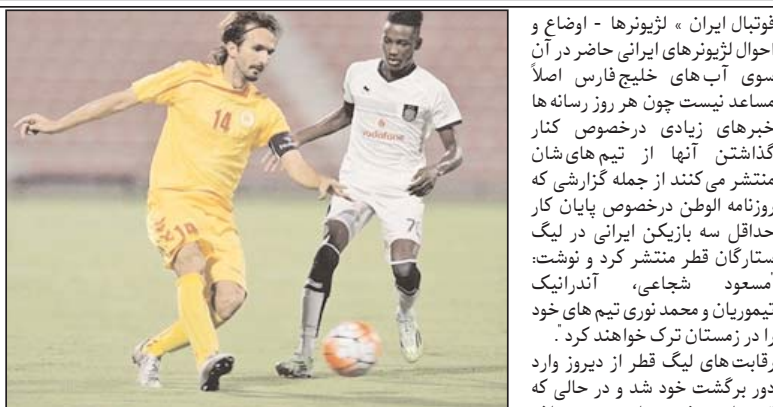 فوتبال ایران » لژیونرها - اوضاع و
احوال لژیونرهای ایرانی حاضر در آن
سوی آب های خلیج فارس اصلاً
مساعد نیست چون هر روز رسانه ها
خبرهای زیادی درخصوص کنار
گذاشتن آنها از تیم های شان
منتشر می کنند از جمله گزارشی که
روزنامه الوطن درخصوص پایان کار
حداقل سه بازیکن ایرانی در لیگ
ستارگان قطر منتشر کرد و نوشت:
مسعود شجاعی، آندرانیک
تیموریان و محمد نوری تیم های خود
را در زمستان ترک خواهند کرد".
رقابت های لیگ قطر از دیروز وارد
دور برگشت خود شد و در حالی که
14
14
vodafone
7